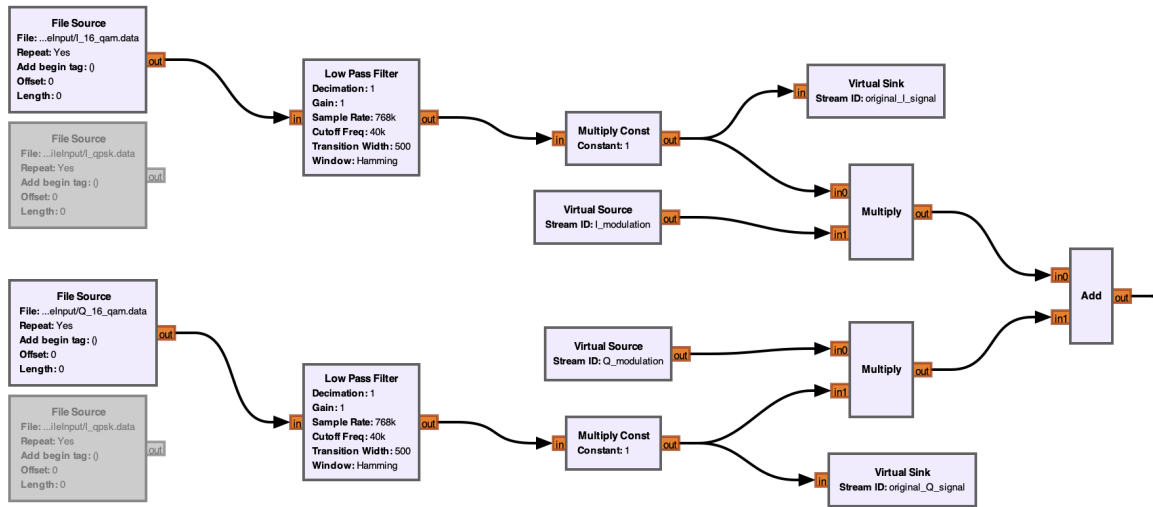 File Source
File: ...eInput/I_16_qam.data
Repeat: Yes
Add begin tag: ()
Offset: 0
Length: 0
out
File Source
File: ...ileInput/I_qpsk.data
Repeat: Yes
Add begin tag: ()
Offset: 0
Length: 0
out
Low Pass Filter
Decimation: 1
Gain: 1
Sample Rate: 768k
Cutoff Freq: 40k
Transition Width: 500
Window: Hamming
in
out
Multiply Const
Constant: 1
in
out
Virtual Sink
Stream ID: original_I_signal
in
Virtual Source
Stream ID: I_modulation
out
Multiply
in0
in1
out
File Source
File: ...eInput/Q_16_qam.data
Repeat: Yes
Add begin tag: ()
Offset: 0
Length: 0
out
File Source
File: ...ileInput/I_qpsk.data
Repeat: Yes
Add begin tag: ()
Offset: 0
Length: 0
out
Low Pass Filter
Decimation: 1
Gain: 1
Sample Rate: 768k
Cutoff Freq: 40k
Transition Width: 500
Window: Hamming
in
out
Virtual Source
Stream ID: Q_modulation
out
Multiply Const
Constant: 1
in
out
Multiply
in0
in1
out
Virtual Sink
Stream ID: original_Q_signal
in
Add
in0
in1
out